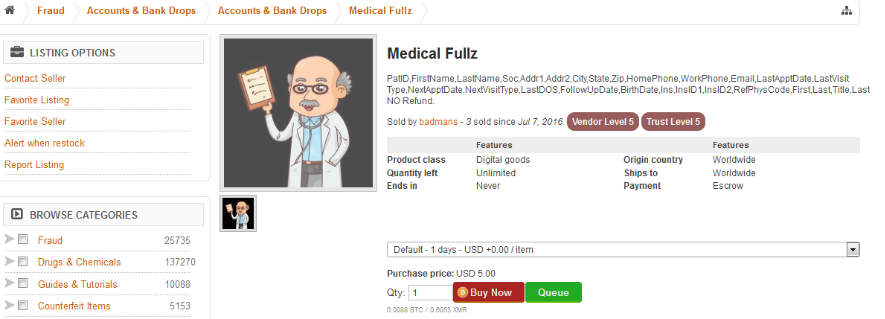 Fraud Accounts & Bank Drops Accounts & Bank Drops Medical Fullz
LISTING OPTIONS
Contact Seller
Favorite Listing
Favorite Seller
Alert when restock
Report Listing
BROWSE CATEGORIES
Fraud 25735
Drugs & Chemicals 137270
Guides & Tutorials 10088
Counterfeit Items 5153
Medical Fullz
PatID,FirstName,LastName,Soc,Addr1,Addr2,City,State,Zip,HomePhone,WorkPhone,Email,LastApptDate,LastVisit
Type,NextApptDate,NextVisitType,LastDOS,FollowUpDate,BirthDate,Ins,InsID1,InsID2,RefPhysCode,First,Last,Title,Last
NO Refund.
Sold by badmans - 3 sold since Jul 7, 2016 Vendor Level 5 Trust Level 5
Features Features
Product class Digital goods Origin country Worldwide
Quantity left Unlimited Ships to Worldwide
Ends in Never Payment Escrow
Default - 1 days - USD +0.00 / item
Purchase price: USD 5.00
Qty: 1 Buy Now Queue
0.0088 BTC / 0.6053 XMR